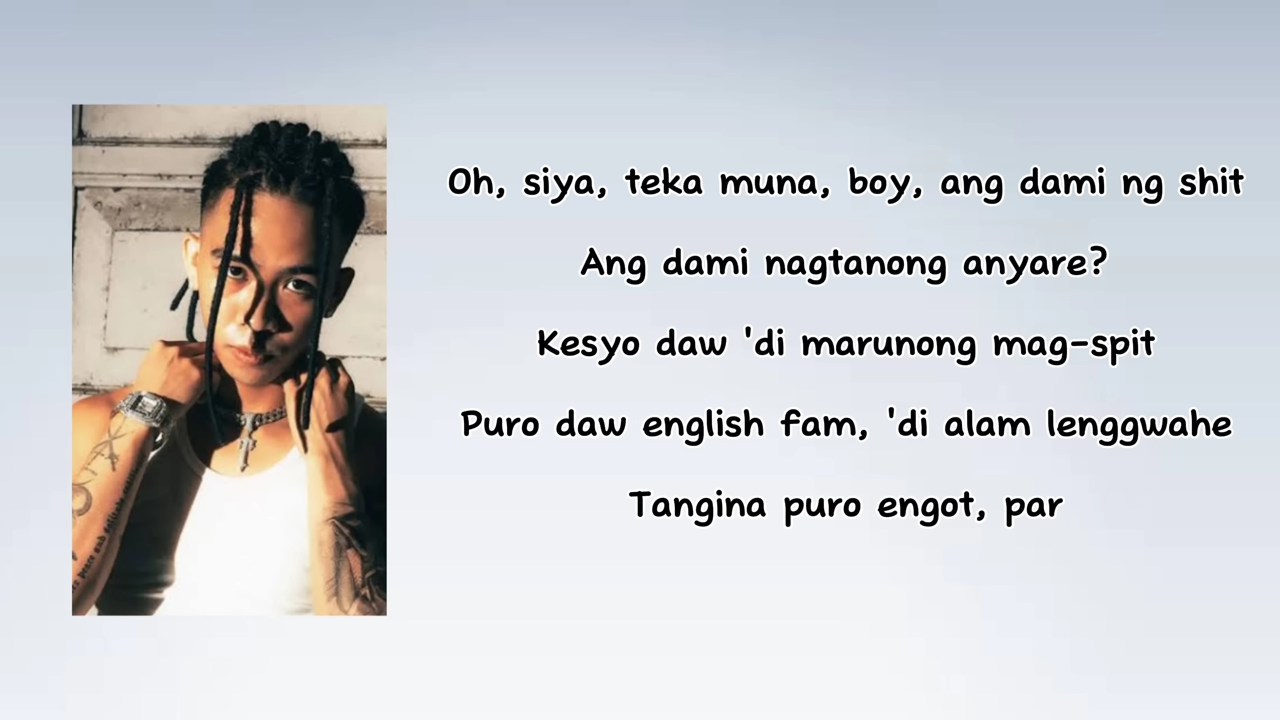 Oh, siya, teka muna, boy, ang dami ng shit
Ang dami nagtanong anyare?
Kesyo daw 'di marunong mag-spit
Puro daw english fam, 'di alam lenggwahe
Tangina puro engot, par